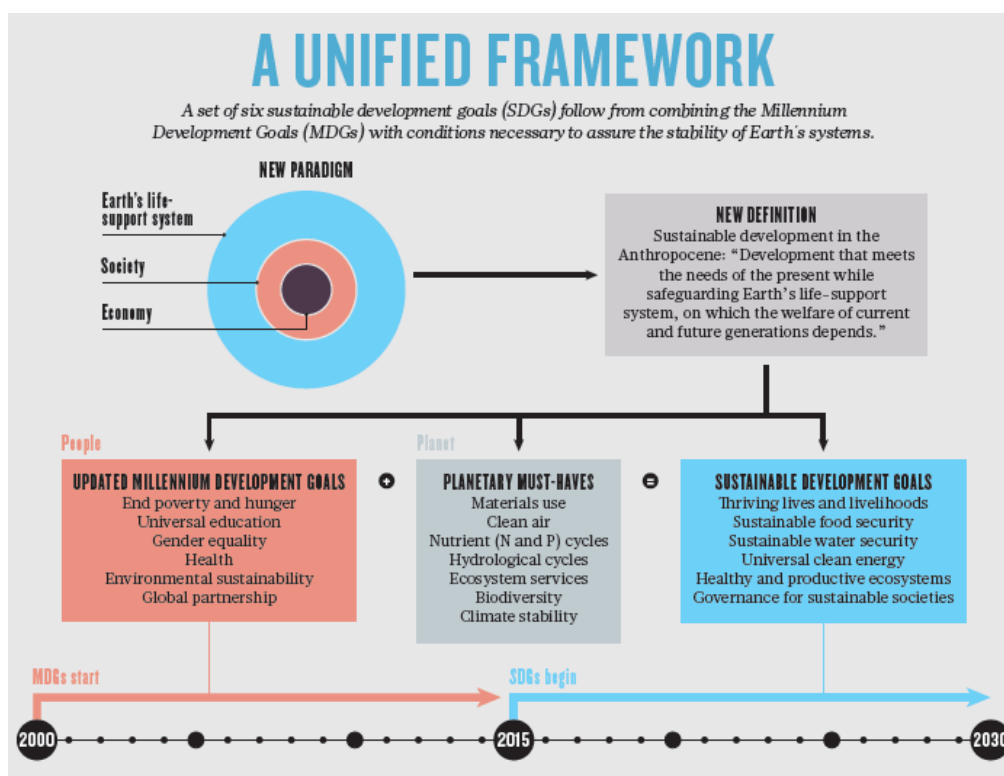 A UNIFIED FRAMEWORK
A set of six sustainable development goals (SDGs) follow from combining the Millennium
Development Goals (MDGs) with conditions necessary to assure the stability of Earth's systems.
NEW PARADIGM
Earth's life-
support system
Society
Economy
NEW DEFINITION
Sustainable development in the
Anthropocene: “Development that meets
the needs of the present while
safeguarding Earth's life-support
system, on which the welfare of current
and future generations depends.”
People
UPDATED MILLENNIUM DEVELOPMENT GOALS
End poverty and hunger
Universal education
Gender equality
Health
Environmental sustainability
Global partnership
+
Planet
PLANETARY MUST-HAVES
Materials use
Clean air
Nutrient (N and P) cycles
Hydrological cycles
Ecosystem services
Biodiversity
Climate stability
=
SUSTAINABLE DEVELOPMENT GOALS
Thriving lives and livelihoods
Sustainable food security
Sustainable water security
Universal clean energy
Healthy and productive ecosystems
Governance for sustainable societies
MDGs start
SDGs begin
2000
2015
2030